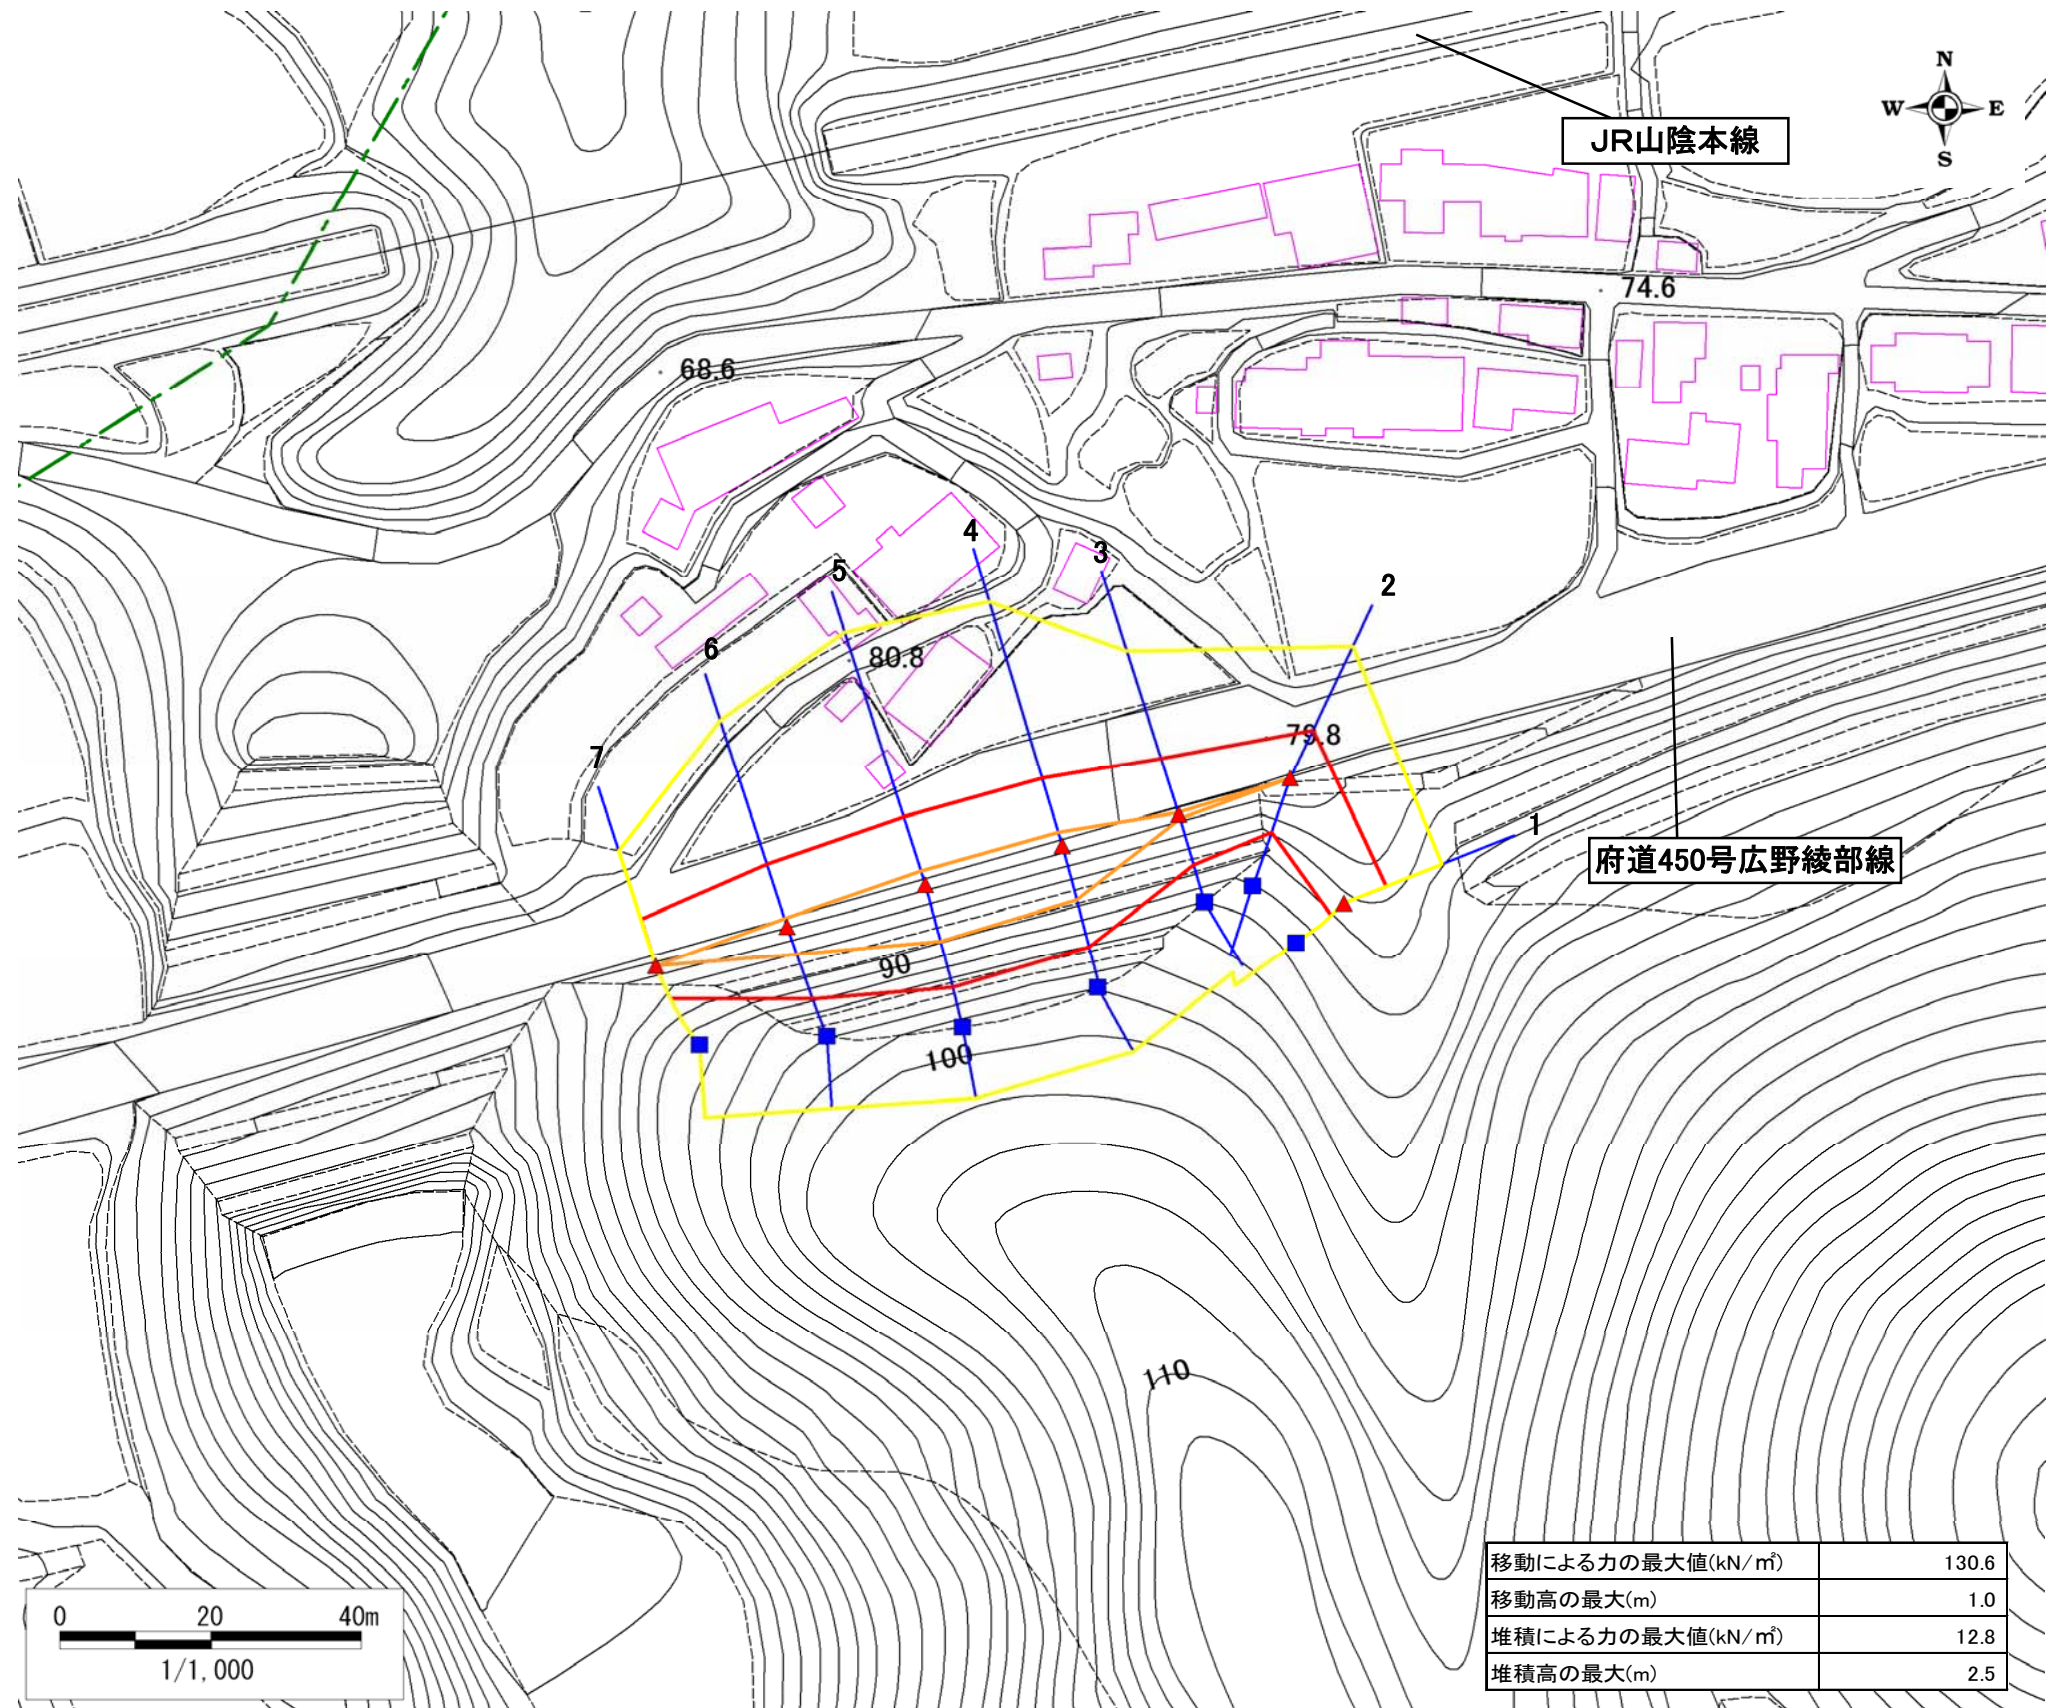 N
W E
S
JR山陰本線
74.6
68.6
4
3
5
2
6
80.8
7
79.8
1
府道450号広野綾部線
90
100
110
0 20 40m
1/1,000
移動による力の最大値(kN/㎡) 130.6
移動高の最大(m) 1.0
堆積による力の最大値(kN/㎡) 12.8
堆積高の最大(m) 2.5